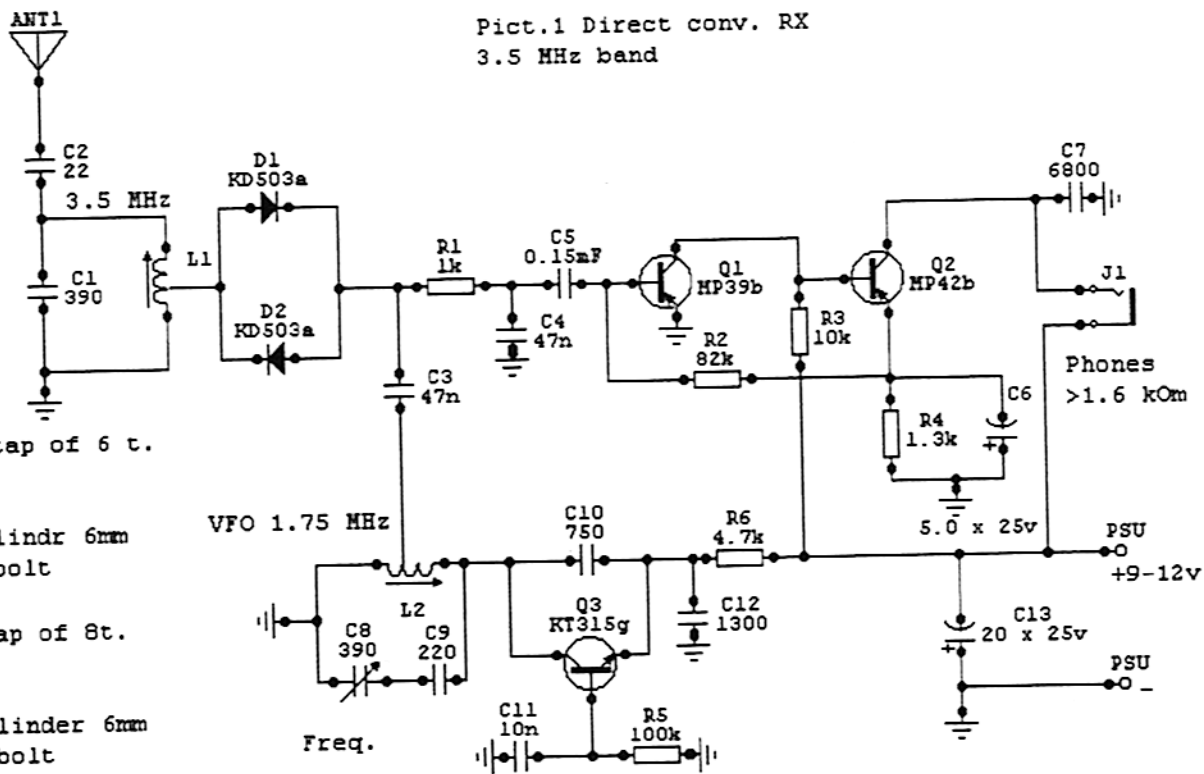 ANT1
Pict.1 Direct conv. RX
3.5 MHz band
C2
22
D1
KD503a
C7
6800
3.5 MHz
L1
R1
1k
C5
0.15mF
Q1
MP39b
Q2
MP42b
J1
C1
390
D2
KD503a
C4
47n
R3
10k
R2
82k
Phones
>1.6 kOm
C3
47n
C6
R4
1.3k
tap of 6 t.
lindr 6mm
bolt
VFO 1.75 MHz
C10
750
R6
4.7k
5.0 x 25v
PSU
+9-12v
L2
Q3
KT315g
C12
1300
C13
20 x 25v
ap of 8t.
C8
390
C9
220
PSU
-
linder 6mm
bolt
Freq.
C11
10n
R5
100k